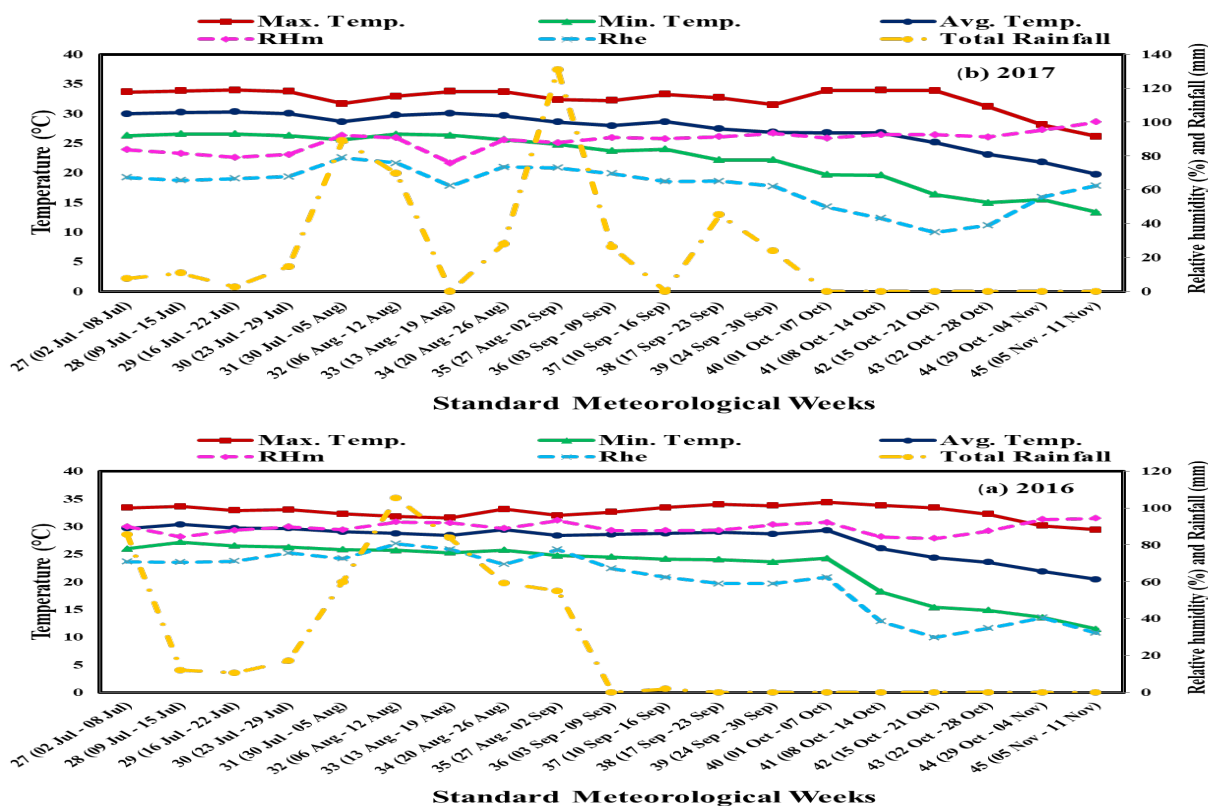 Max. Temp. Min. Temp. Avg. Temp.
RHm Rhe Total Rainfall
(b) 2017
Temperature (°C)
40
35
30
25
20
15
10
5
0
140
120
100
80
60
40
20
0
Relative humidity (%) and Rainfall (mm)
27 (02 Jul - 08 Jul)
28 (09 Jul - 15 Jul)
29 (16 Jul - 22 Jul)
30 (23 Jul - 29 Jul)
31 (30 Jul - 05 Aug)
32 (06 Aug - 12 Aug)
33 (13 Aug - 19 Aug)
34 (20 Aug - 26 Aug)
35 (27 Aug - 02 Sep)
36 (03 Sep - 09 Sep)
37 (10 Sep - 16 Sep)
38 (17 Sep - 23 Sep)
39 (24 Sep - 30 Sep)
40 (01 Oct - 07 Oct)
41 (08 Oct - 14 Oct)
42 (15 Oct - 21 Oct)
43 (22 Oct - 28 Oct)
44 (29 Oct - 04 Nov)
45 (05 Nov - 11 Nov)
Standard Meteorological Weeks
Max. Temp. Min. Temp. Avg. Temp.
RHm Rhe Total Rainfall
(a) 2016
Temperature (°C)
40
35
30
25
20
15
10
5
0
120
100
80
60
40
20
0
Relative humidity (%) and Rainfall (mm)
27 (02 Jul - 08 Jul)
28 (09 Jul - 15 Jul)
29 (16 Jul - 22 Jul)
30 (23 Jul - 29 Jul)
31 (30 Jul - 05 Aug)
32 (06 Aug - 12 Aug)
33 (13 Aug - 19 Aug)
34 (20 Aug - 26 Aug)
35 (27 Aug - 02 Sep)
36 (03 Sep - 09 Sep)
37 (10 Sep - 16 Sep)
38 (17 Sep - 23 Sep)
39 (24 Sep - 30 Sep)
40 (01 Oct - 07 Oct)
41 (08 Oct - 14 Oct)
42 (15 Oct - 21 Oct)
43 (22 Oct - 28 Oct)
44 (29 Oct - 04 Nov)
45 (05 Nov - 11 Nov)
Standard Meteorological Weeks